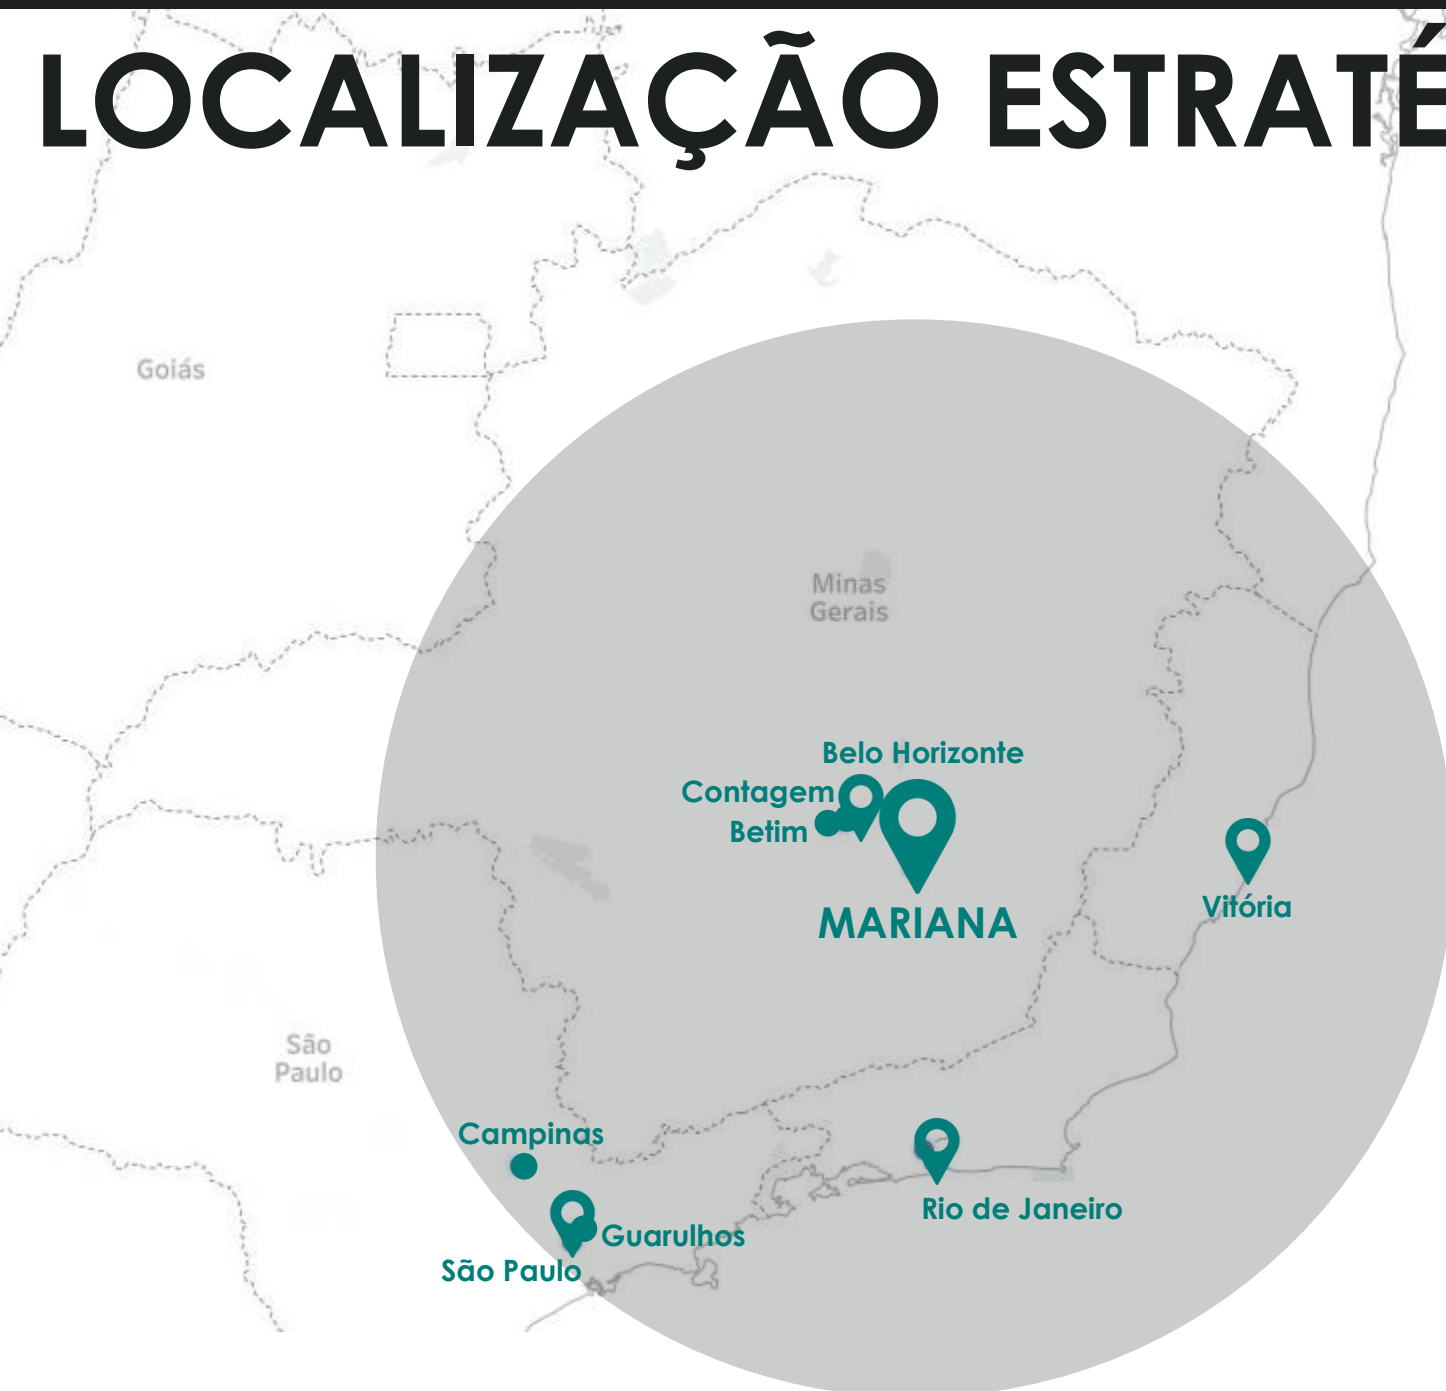 LOCALIZAÇÃO ESTRATÉ
Goiás
Minas
Gerais
Belo Horizonte
Contagem
Betim
MARIANA
Vitória
São
Paulo
Campinas
Rio de Janeiro
Guarulhos
São Paulo